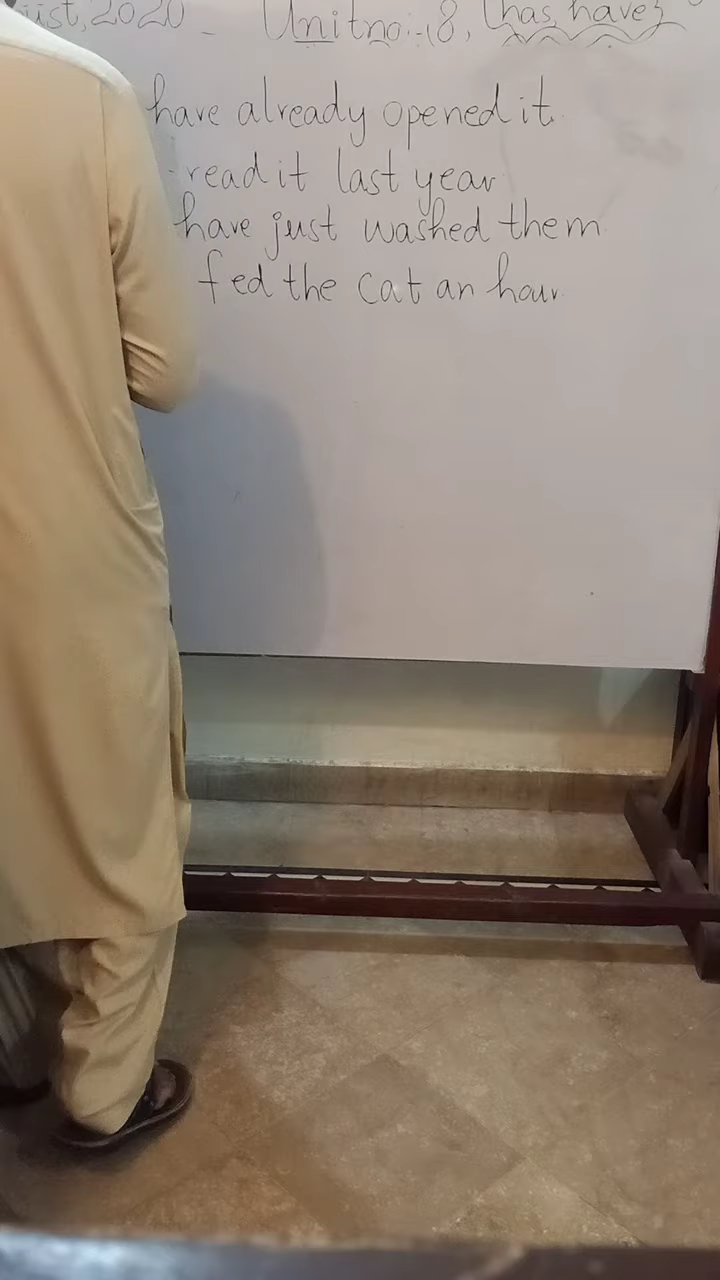 ust, 2020 - Unit no:-18, {has, have}
have already opened it.
read it last year
have just washed them
fed the cat an hour